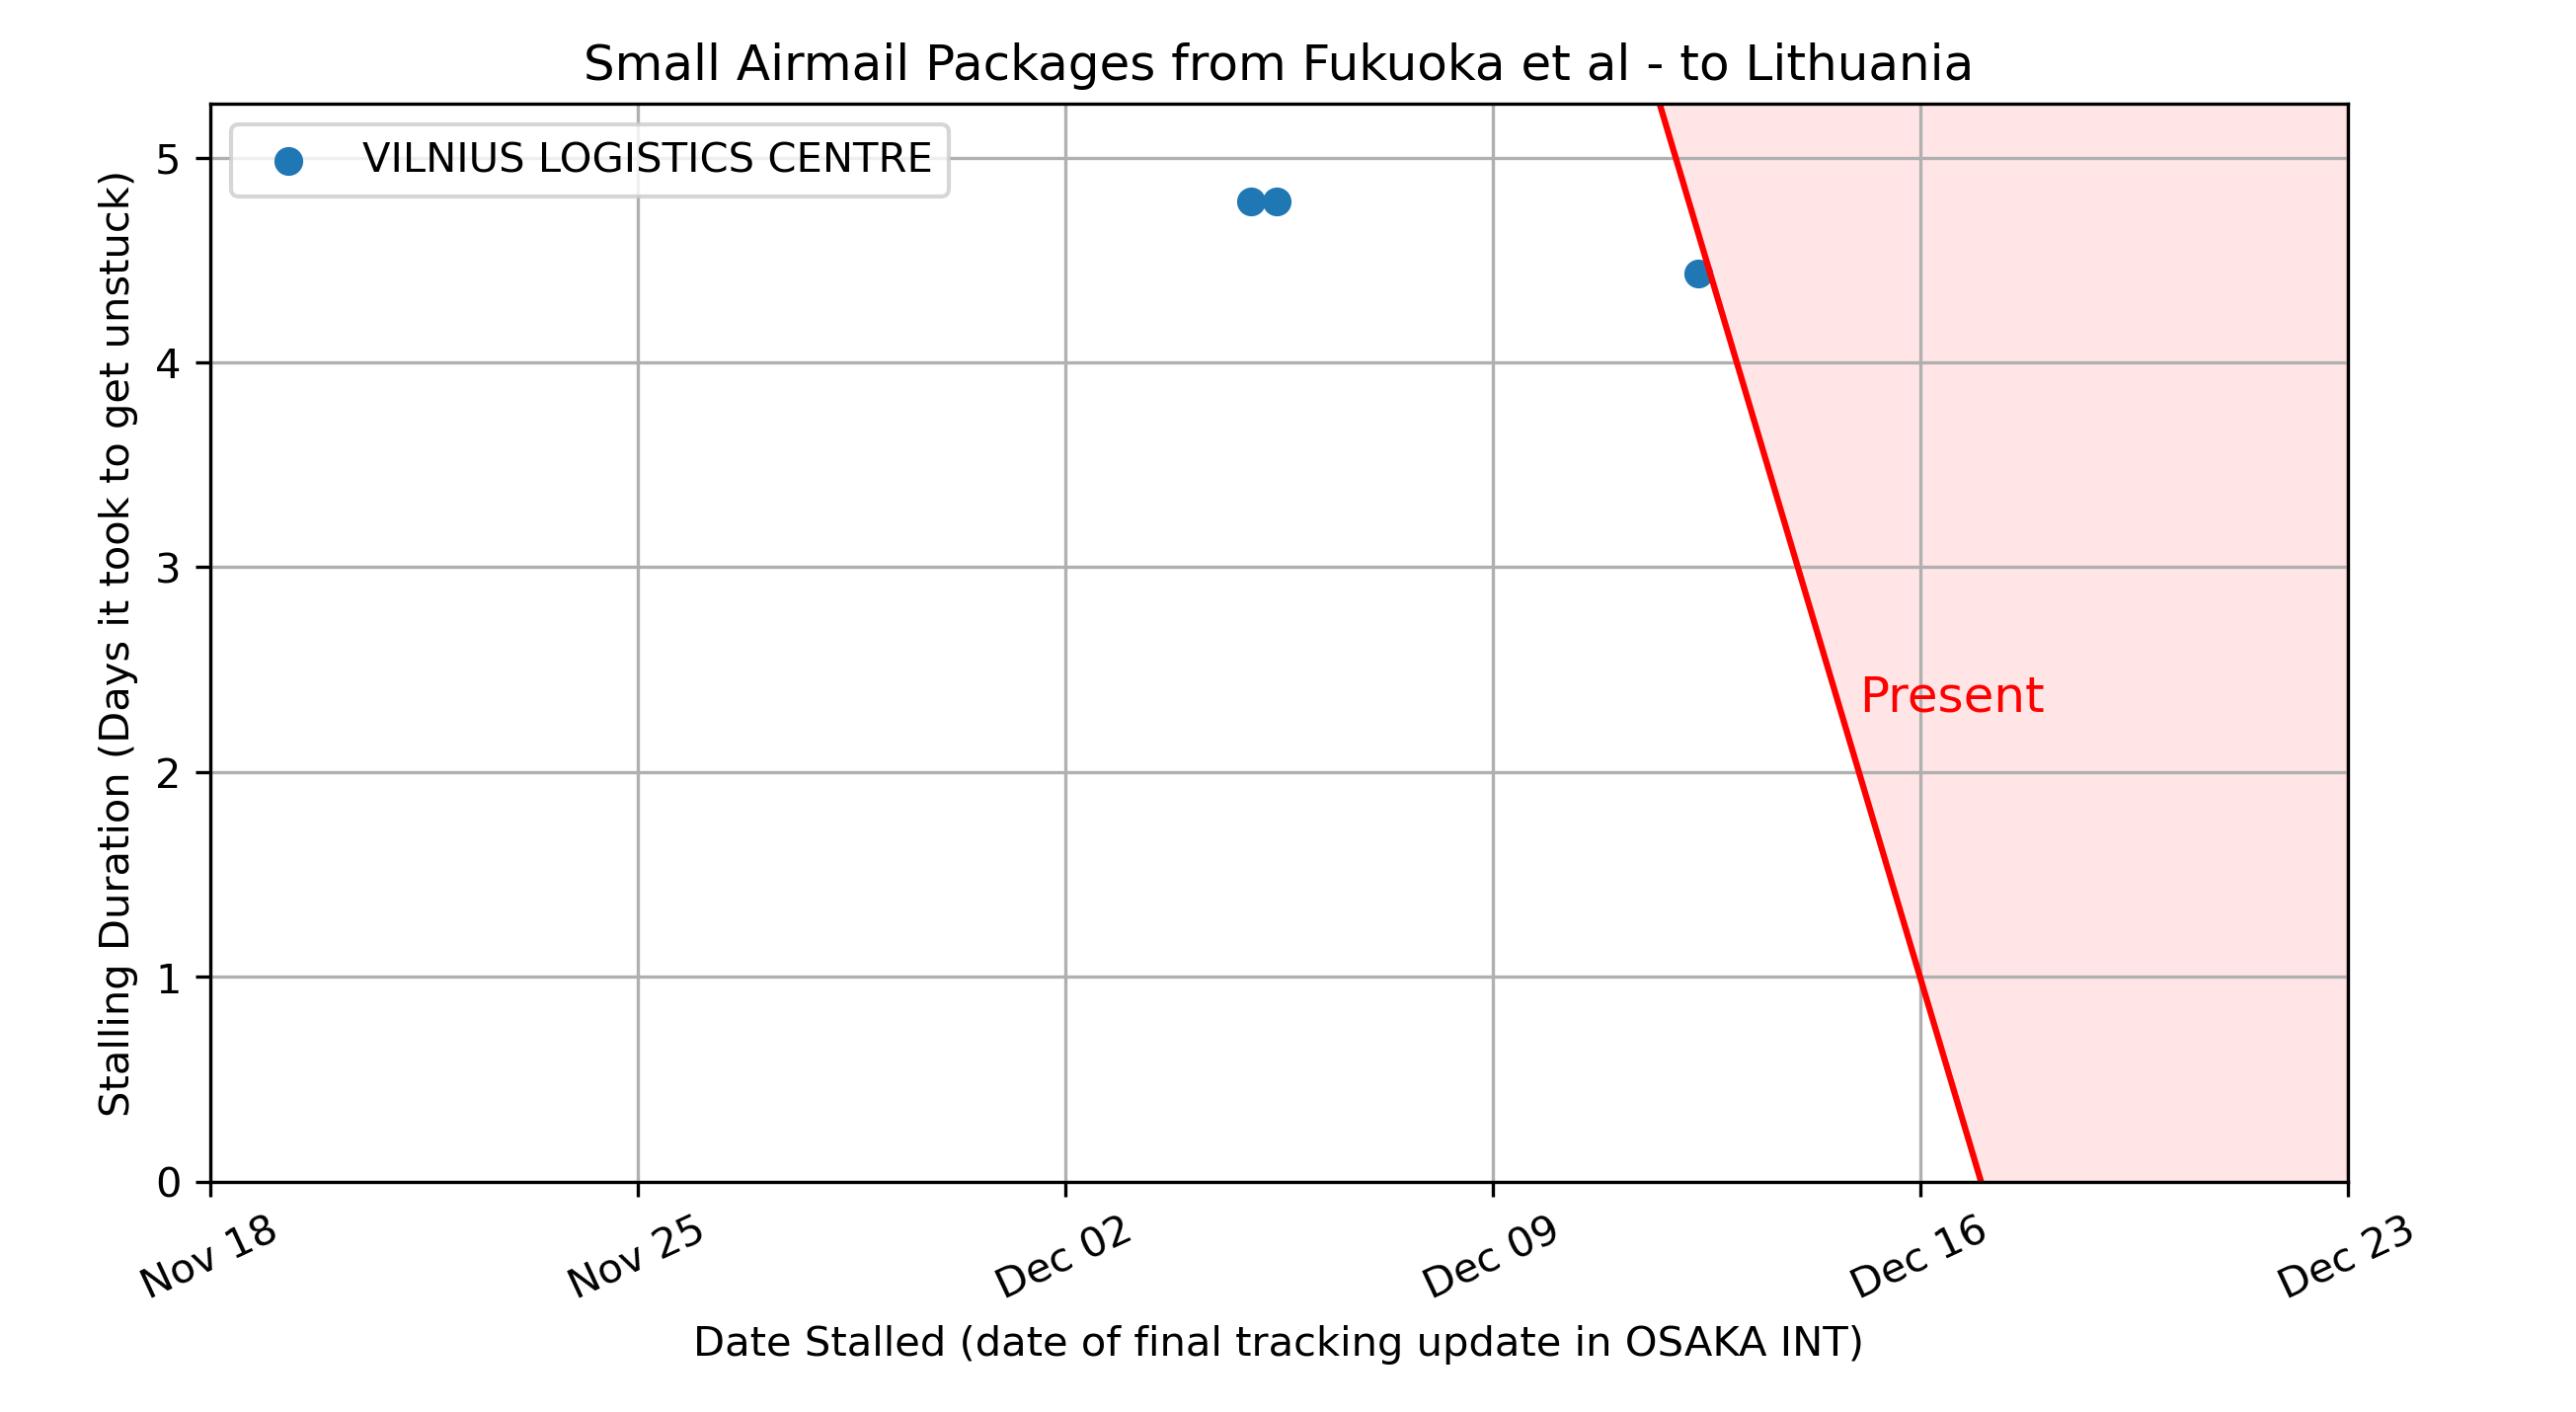 Small Airmail Packages from Fukuoka et al - to Lithuania
VILNIUS LOGISTICS CENTRE
Stalling Duration (Days it took to get unstuck)
5
4
3
2
1
0
Present
Nov 18
Nov 25
Dec 02
Dec 09
Dec 16
Dec 23
Date Stalled (date of final tracking update in OSAKA INT)